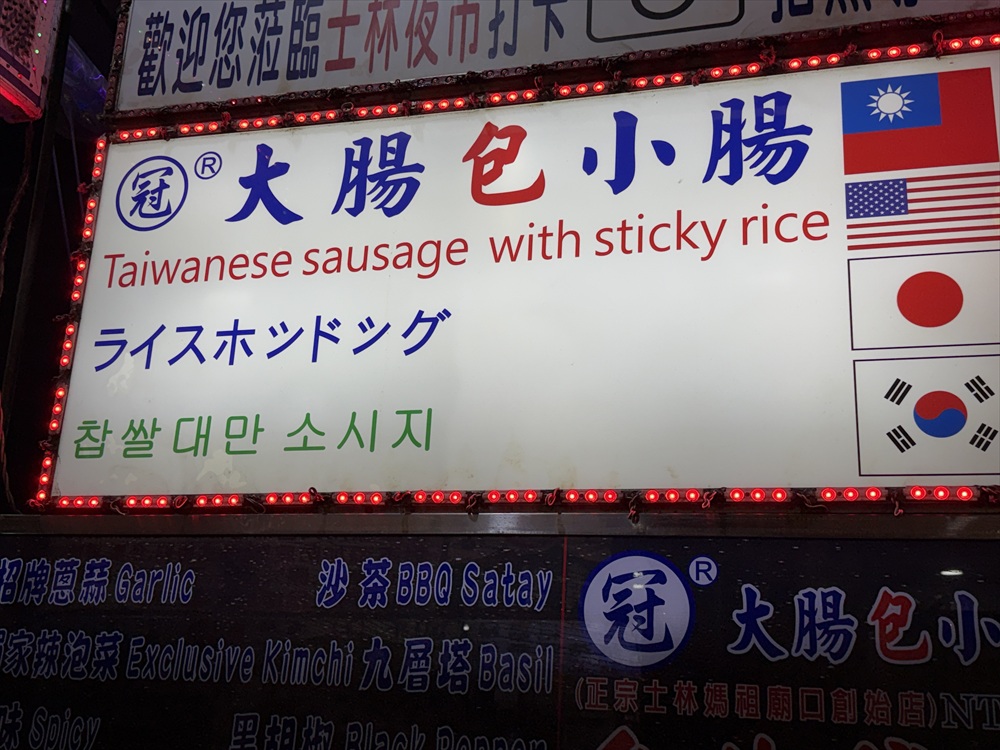 歡迎您蒞臨士林夜市打卡
冠® 大腸包小腸
Taiwanese sausage with sticky rice
ライスホッドッグ
찹쌀대만 소시지
招牌蔥蒜 Garlic 沙茶 BBQ Satay
家辣泡菜 Exclusive Kimchi 九層塔 Basil
味 Spicy 黑胡椒 Black Pepper
冠® 大腸包小
(正宗士林媽祖廟口創始店) NT